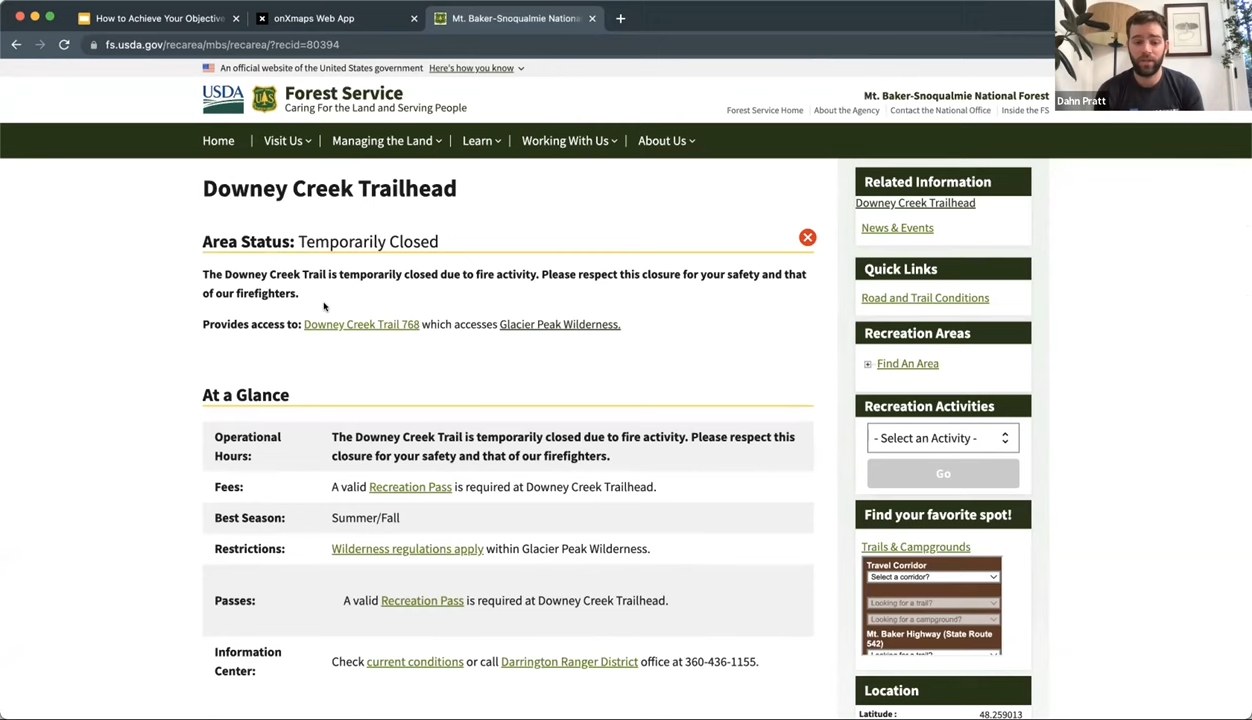 How to Achieve Your Objective
onXmaps Web App
Mt. Baker-Snoqualmie National
fs.usda.gov/recarea/mbs/recarea/?recid=80394
Dahn Pratt
An official website of the United States government Here's how you know
USDA
Forest Service
Caring For the Land and Serving People
Mt. Baker-Snoqualmie National Forest
Forest Service Home | About the Agency | Contact the National Office | Inside the FS
Home | Visit Us | Managing the Land | Learn | Working With Us | About Us
Downey Creek Trailhead
Area Status: Temporarily Closed
The Downey Creek Trail is temporarily closed due to fire activity. Please respect this closure for your safety and that
of our firefighters.
Provides access to: Downey Creek Trail 768 which accesses Glacier Peak Wilderness.
At a Glance
Operational
Hours:
The Downey Creek Trail is temporarily closed due to fire activity. Please respect this
closure for your safety and that of our firefighters.
Fees: A valid Recreation Pass is required at Downey Creek Trailhead.
Best Season: Summer/Fall
Restrictions: Wilderness regulations apply within Glacier Peak Wilderness.
Passes: A valid Recreation Pass is required at Downey Creek Trailhead.
Information
Center:
Check current conditions or call Darrington Ranger District office at 360-436-1155.
Related Information
Downey Creek Trailhead
News & Events
Quick Links
Road and Trail Conditions
Recreation Areas
Find An Area
Recreation Activities
- Select an Activity -
Go
Find your favorite spot!
Trails & Campgrounds
Travel Corridor
Select a corridor?
Looking for a trail?
Looking for a campground?
Mt. Baker Highway (State Route
542)
Looking for a trail?
Location
Latitude : 48.259013